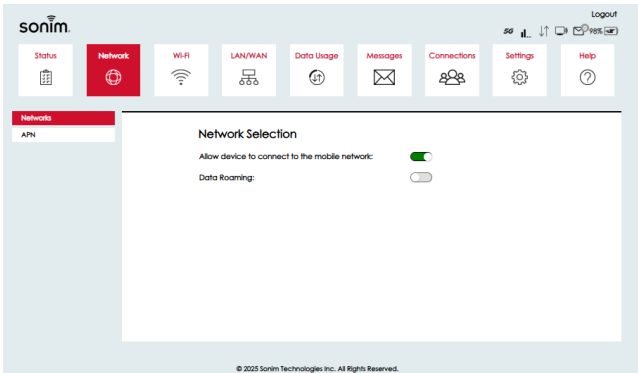 Logout
sonim.
5G
98%
Status
Network
Wi-Fi
LAN/WAN
Data Usage
Messages
Connections
Settings
Help
Networks
APN
Network Selection
Allow device to connect to the mobile network:
Data Roaming:
© 2025 Sonim Technologies Inc. All Rights Reserved.